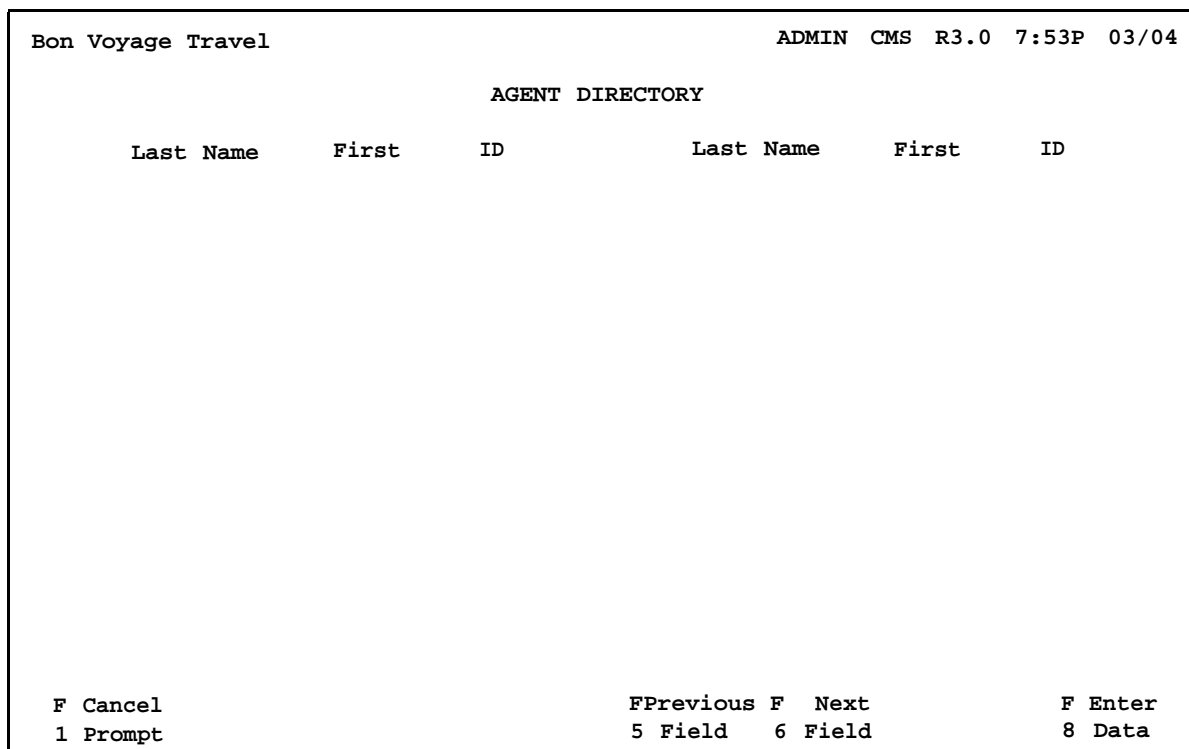 Bon Voyage Travel ADMIN CMS R3.0 7:53P 03/04
AGENT DIRECTORY
Last Name First ID Last Name First ID
F Cancel FPrevious F Next F Enter
1 Prompt 5 Field 6 Field 8 Data